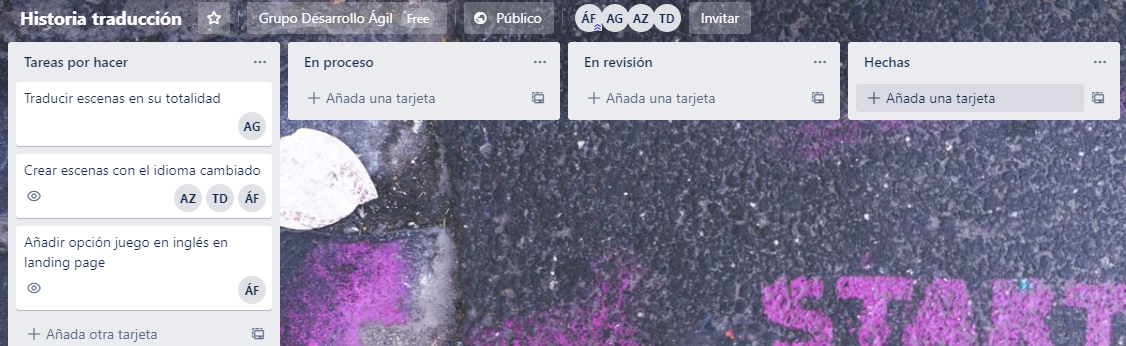 Historia traducción
Grupo Desarrollo Ágil Free
Público
ÁF AG AZ TD
Invitar
Tareas por hacer
Traducir escenas en su totalidad
AG
Crear escenas con el idioma cambiado
AZ TD ÁF
Añadir opción juego en inglés en
landing page
ÁF
+ Añada otra tarjeta
En proceso
+ Añada una tarjeta
En revisión
+ Añada una tarjeta
Hechas
+ Añada una tarjeta
START